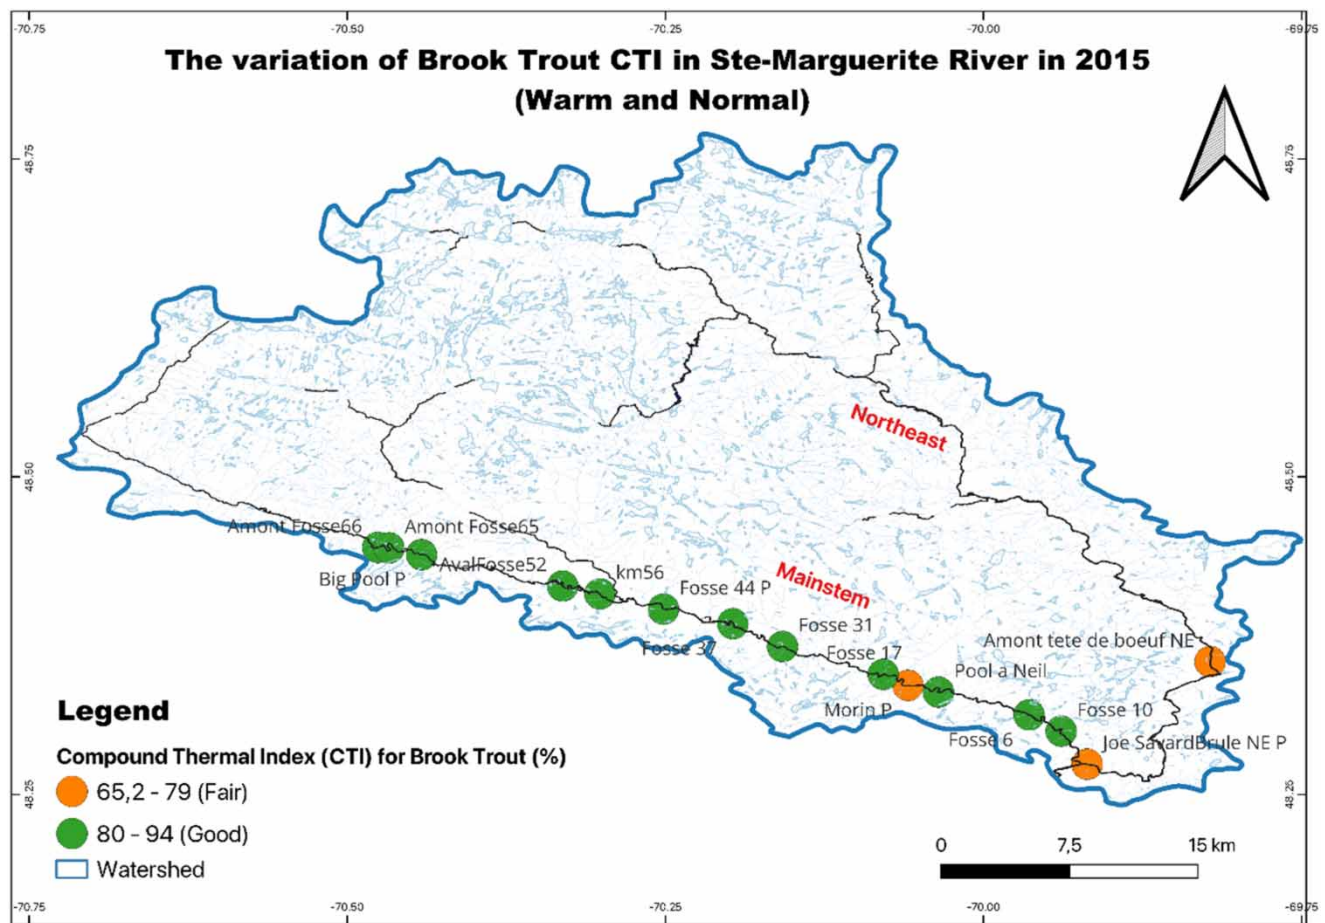 -70.75 -70.50 -70.25 -70.00 -69.75
The variation of Brook Trout CTI in Ste-Marguerite River in 2015
(Warm and Normal)
48.75 48.75
Northeast
48.50 48.50
Amont Fosse66 Amont Fosse65
AvalFosse52
Big Pool P
km56
Mainstem
Fosse 44 P
Fosse 31
Amont tete de boeuf NE
Fosse 37
Fosse 17
Pool a Neil
Morin P
Fosse 10
Fosse 6
Joe SavardBrule NE P
Legend
Compound Thermal Index (CTI) for Brook Trout (%)
65,2 - 79 (Fair)
80 - 94 (Good)
Watershed
48.25 48.25
0 7,5 15 km
-70.75 -70.50 -70.25 -70.00 -69.75